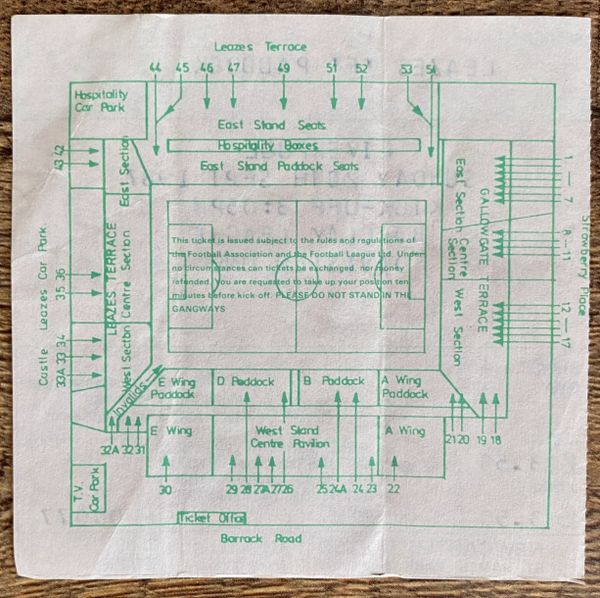 Leazes Terrace
44 45 46 47 49 51 52 53 54
Hospitality
Car Park
East Stand Seats
Hospitality Boxes
East Stand Paddock Seats
43 42
East Section
LEAZES TERRACE
West Section Centre Section
Castle Leazes Car Park
36
35
34
33
33A
Invalids
East Section Centre West Section
Section
GALLOWGATE TERRACE
1 — 7
8 — 11
12 — 17
Strawberry Place
This ticket is issued subject to the rules and regulations of
the Football Association and the Football League Ltd. Under
no circumstances can tickets be exchanged, nor money
refunded. you are requested to take up your position ten
minutes before kick off. PLEASE DO NOT STAND IN THE
GANGWAYS
E Wing
Paddock
D Paddock
B Paddock
A Wing
Paddock
E Wing
West Stand
Centre Pavilion
A Wing
32A 32 31
21 20 19 18
30 29 28 27A 27 26 25 24A 24 23 22
T.V.
Car Park
Ticket Office
Barrack Road